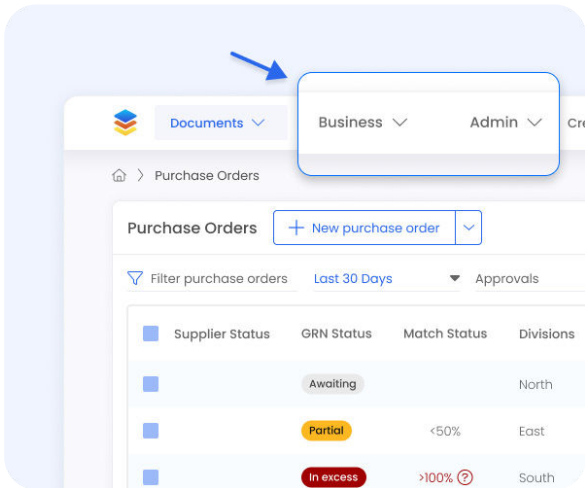 Documents Business Admin Cre
Purchase Orders
Purchase Orders + New purchase order
Filter purchase orders Last 30 Days Approvals
Supplier Status GRN Status Match Status Divisions
Awaiting North
Partial <50% East
In excess >100% ? South